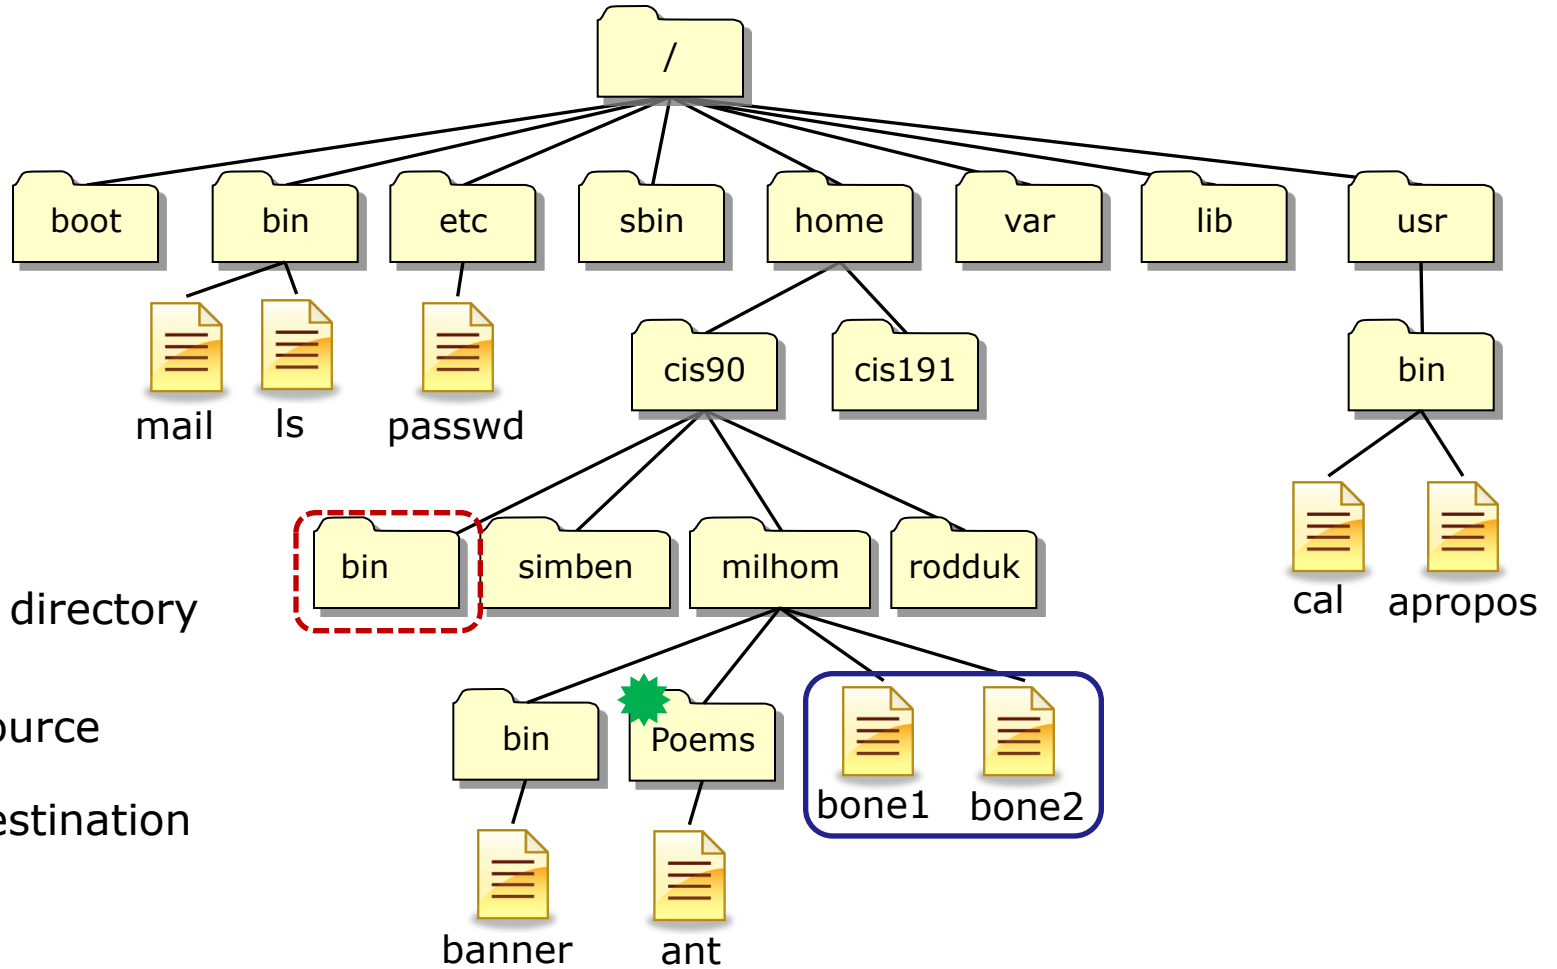 /
boot bin etc sbin home var lib usr
mail ls passwd
cis90 cis191 bin
bin simben milhom rodduk
cal apropos
directory
bin Poems
bone1 bone2
banner ant